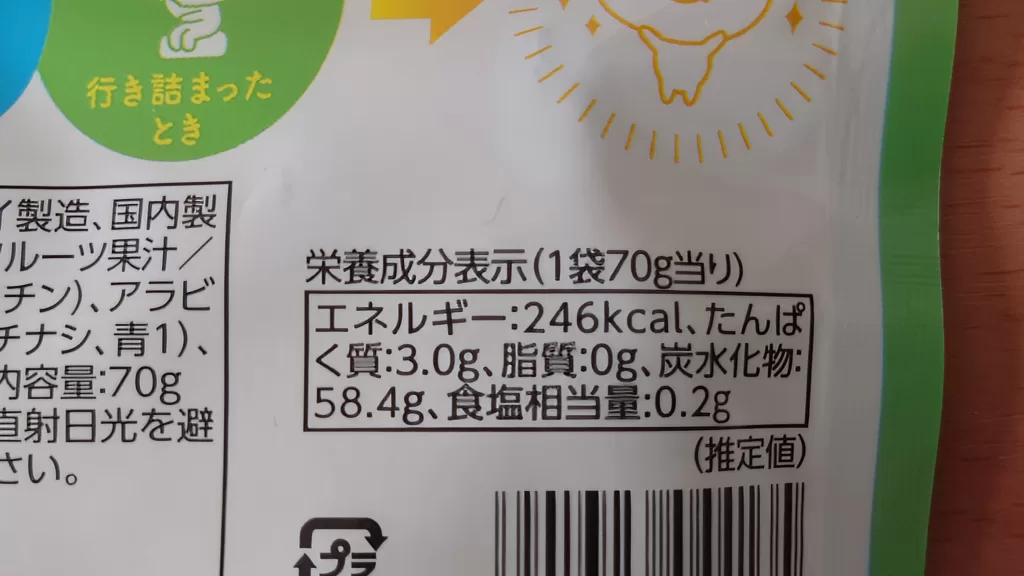 行き詰まった
とき
イ製造、国内製
ルーツ果汁／
チン)、アラビ
チナシ、青1)、
内容量:70g
直射日光を避
さい。
栄養成分表示(1袋70g当り)
エネルギー:246kcal、たんぱ
く質:3.0g、脂質:0g、炭水化物:
58.4g、食塩相当量:0.2g
(推定値)
プラ